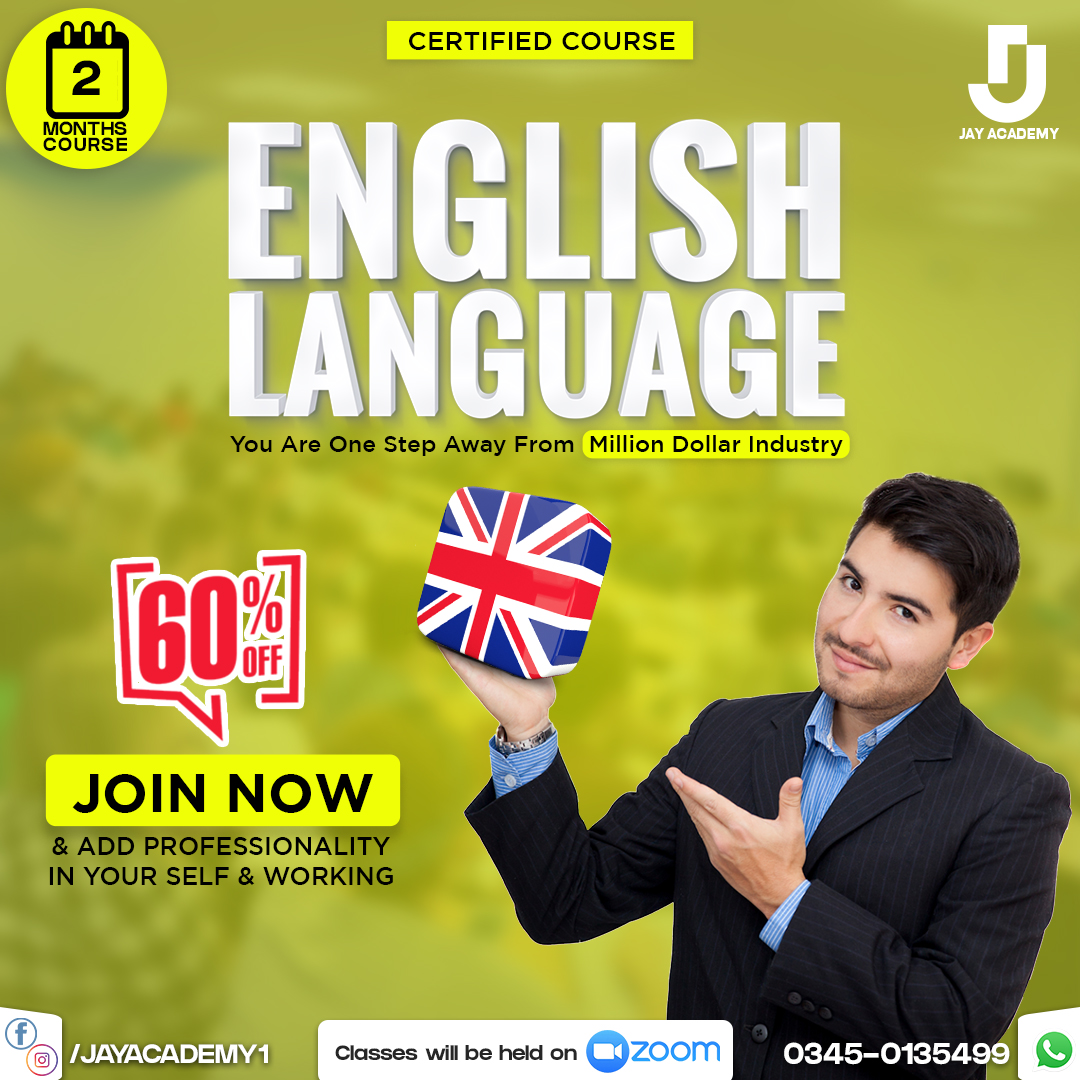 2
MONTHS
COURSE
CERTIFIED COURSE
JAY ACADEMY
ENGLISH
LANGUAGE
You Are One Step Away From Million Dollar Industry
60% OFF
JOIN NOW
& ADD PROFESSIONALITY
IN YOUR SELF & WORKING
/JAYACADEMY1
Classes will be held on zoom
0345-0135499